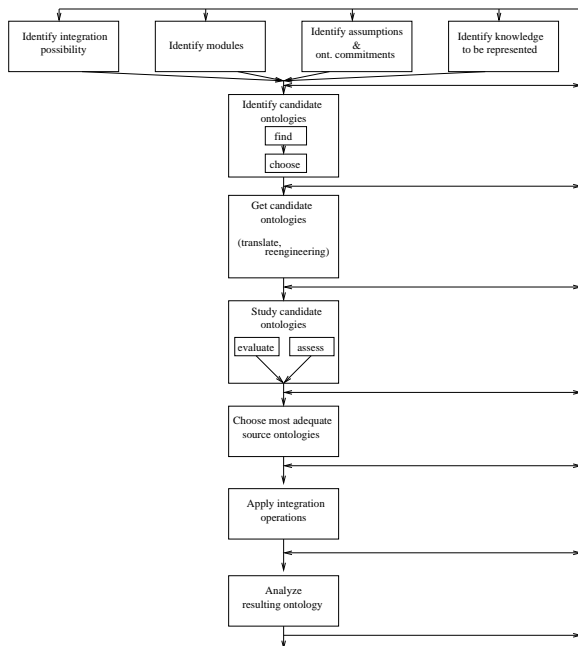 Identify integration
possibility
Identify modules
Identify assumptions
&
ont. commitments
Identify knowledge
to be represented
Identify candidate
ontologies
find
choose
Get candidate
ontologies
(translate,
reengineering)
Study candidate
ontologies
evaluate
assess
Choose most adequate
source ontologies
Apply integration
operations
Analyze
resulting ontology